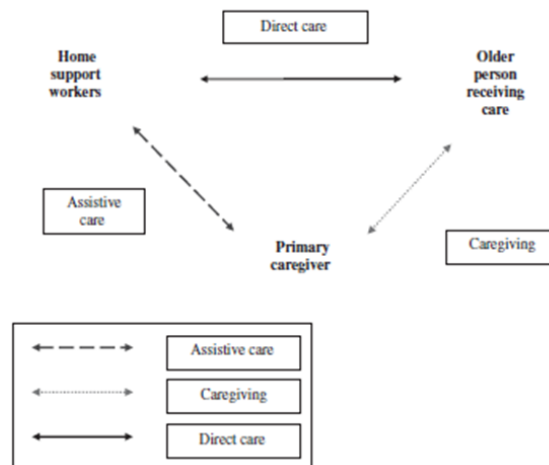 Direct care
Home
support
workers
Older
person
receiving
care
Assistive
care
Primary
caregiver
Caregiving
Assistive care
Caregiving
Direct care